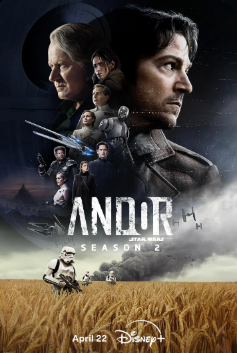 ANDOR
STAR WARS
SEASON 2
April 22 Disney+